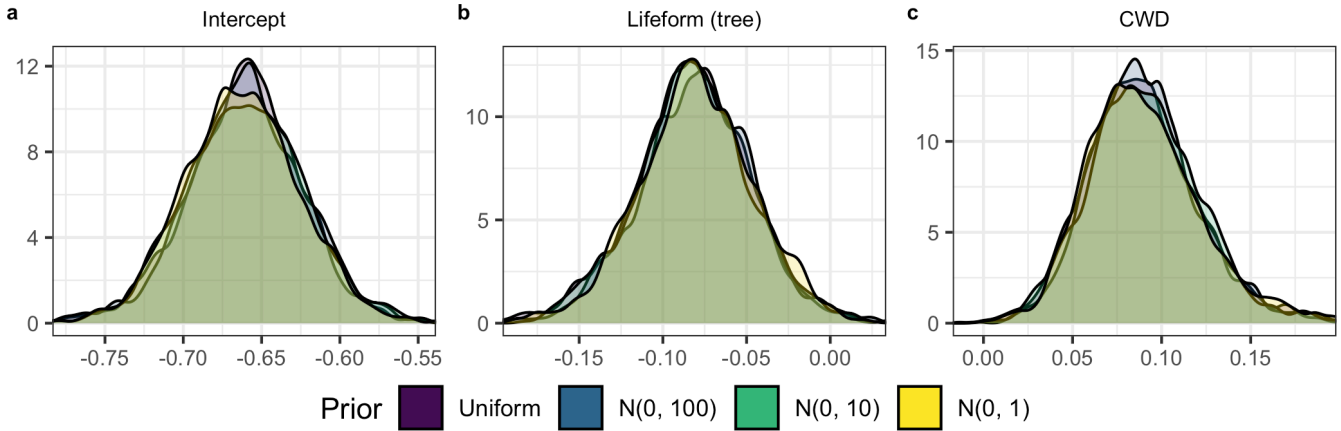 a Intercept
12
8
4
0
-0.75 -0.70 -0.65 -0.60 -0.55
b Lifeform (tree)
10
5
0
-0.15 -0.10 -0.05 0.00
c CWD
15
10
5
0
0.00 0.05 0.10 0.15
Prior Uniform N(0, 100) N(0, 10) N(0, 1)